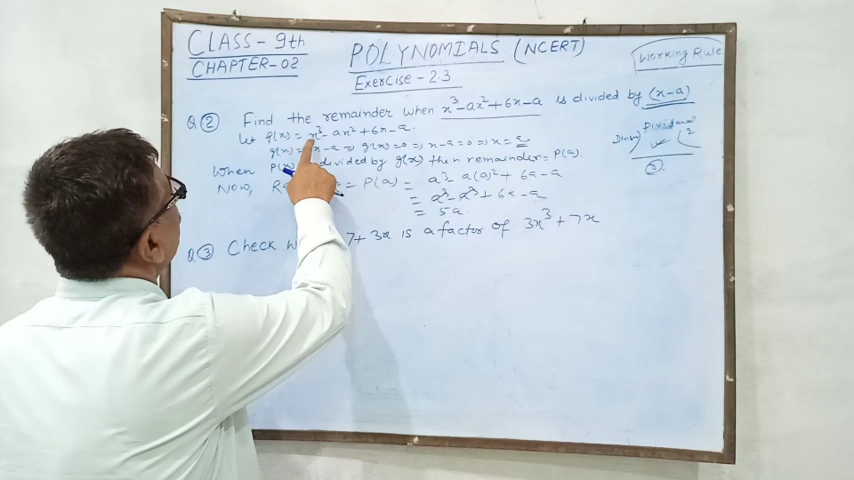 CLASS - 9th
CHAPTER-02
POLYNOMIALS (NCERT)
Exercise - 2.3
Working Rule
Q② Find the remainder when x³-ax²+6x-a is divided by (x-a)
Let p(x) = x³-ax²+6x-a.
g(x) = x-a ⇒ g(x)=0 ⇒ x-a=0 ⇒ x=a
When P(x) divided by g(x) then remainder = P(a).
Now, = P(a) = a³-a(a)²+6a-a
= a³-a³+6a-a
= 5a.
Dividend
Q③ Check 7+3x is a factor of 3x³+7x